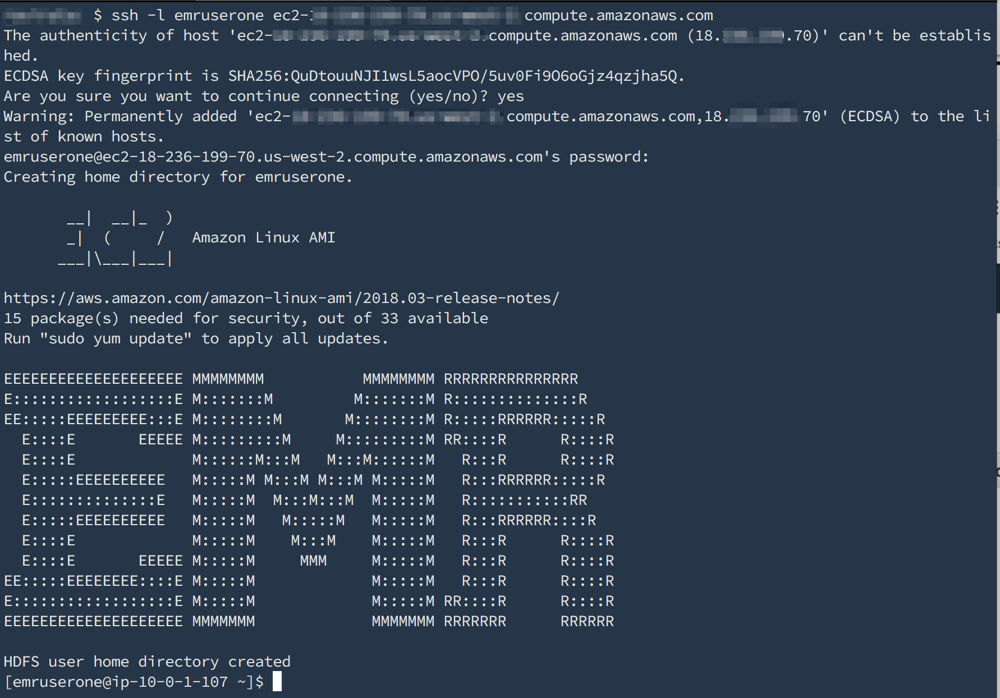 $ ssh -l emruserone ec2-1 compute.amazonaws.com
The authenticity of host 'ec2- compute.amazonaws.com (18. .70)' can't be establis
hed.
ECDSA key fingerprint is SHA256:QuDtouuNJI1wsL5aocVPO/5uv0Fi9O6oGjz4qzjha5Q.
Are you sure you want to continue connecting (yes/no)? yes
Warning: Permanently added 'ec2- compute.amazonaws.com,18. 70' (ECDSA) to the li
st of known hosts.
emruserone@ec2-18-236-199-70.us-west-2.compute.amazonaws.com's password:
Creating home directory for emruserone.

       __|  __|_  )
       _|  (     /   Amazon Linux AMI
      ___|\___|___|

https://aws.amazon.com/amazon-linux-ami/2018.03-release-notes/
15 package(s) needed for security, out of 33 available
Run "sudo yum update" to apply all updates.

EEEEEEEEEEEEEEEEEEEE MMMMMMMM           MMMMMMMM RRRRRRRRRRRRRRR
E::::::::::::::::::E M:::::::M         M:::::::M R::::::::::::::R
EE:::::EEEEEEEEE:::E M::::::::M       M::::::::M R:::::RRRRRR:::::R
  E::::E       EEEEE M:::::::::M     M:::::::::M RR::::R      R::::R
  E::::E             M::::::M:::M   M:::M::::::M   R:::R      R::::R
  E:::::EEEEEEEEEE   M:::::M M:::M M:::M M:::::M   R:::RRRRRR:::::R
  E::::::::::::::E   M:::::M  M:::M:::M  M:::::M   R:::::::::::RR
  E:::::EEEEEEEEEE   M:::::M   M:::::M   M:::::M   R:::RRRRRR::::R
  E::::E             M:::::M    M:::M    M:::::M   R:::R      R::::R
  E::::E       EEEEE M:::::M     MMM     M:::::M   R:::R      R::::R
EE:::::EEEEEEEE::::E M:::::M             M:::::M   R:::R      R::::R
E::::::::::::::::::E M:::::M             M:::::M RR::::R      R::::R
EEEEEEEEEEEEEEEEEEEE MMMMMMM             MMMMMMM RRRRRRR      RRRRRR

HDFS user home directory created
[emruserone@ip-10-0-1-107 ~]$